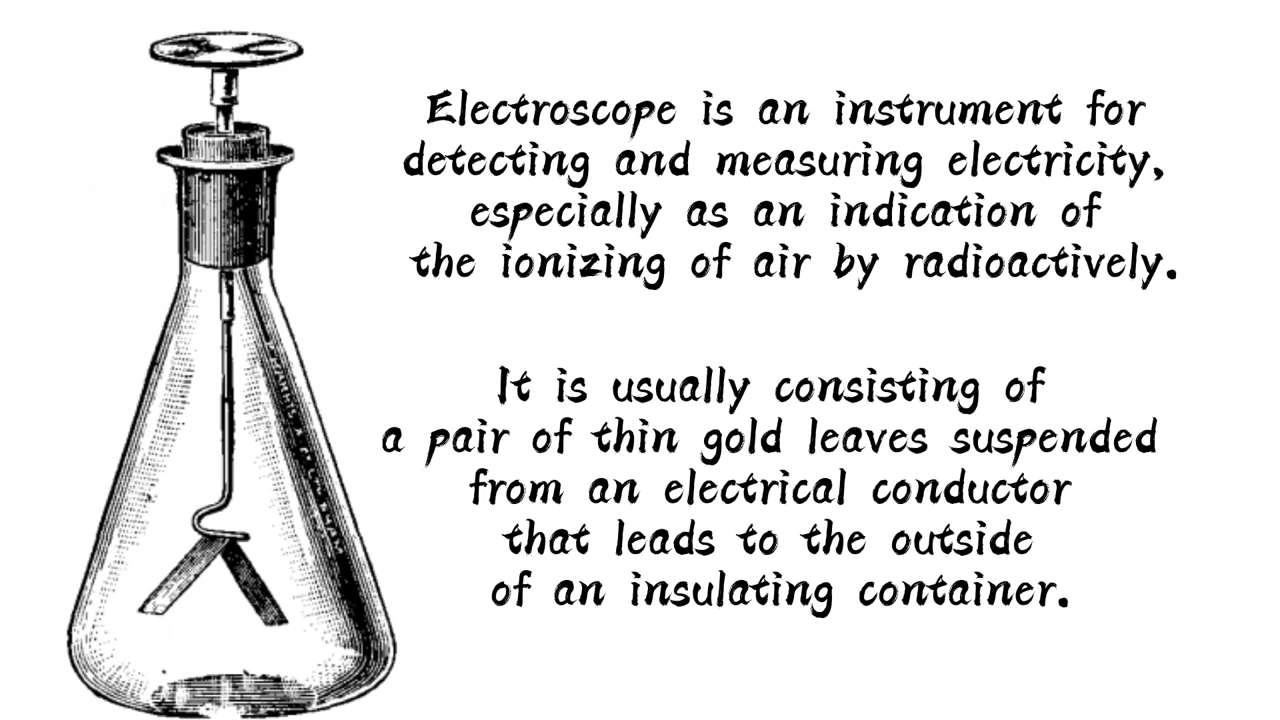 Electroscope is an instrument for
detecting and measuring electricity,
especially as an indication of
the ionizing of air by radioactively.
It is usually consisting of
a pair of thin gold leaves suspended
from an electrical conductor
that leads to the outside
of an insulating container.